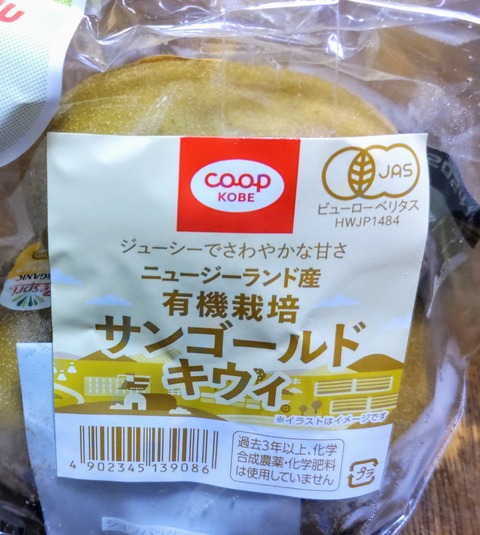 CO·OP
KOBE
JAS
ビューローベリタス
HWJP1484
ジューシーでさわやかな甘さ
ニュージーランド産
有機栽培
サンゴールド
キウイ。
※イラストはイメージです
過去3年以上、化学
合成農薬・化学肥料
は使用していません
4 902345 139086
プラ
ORGANIC